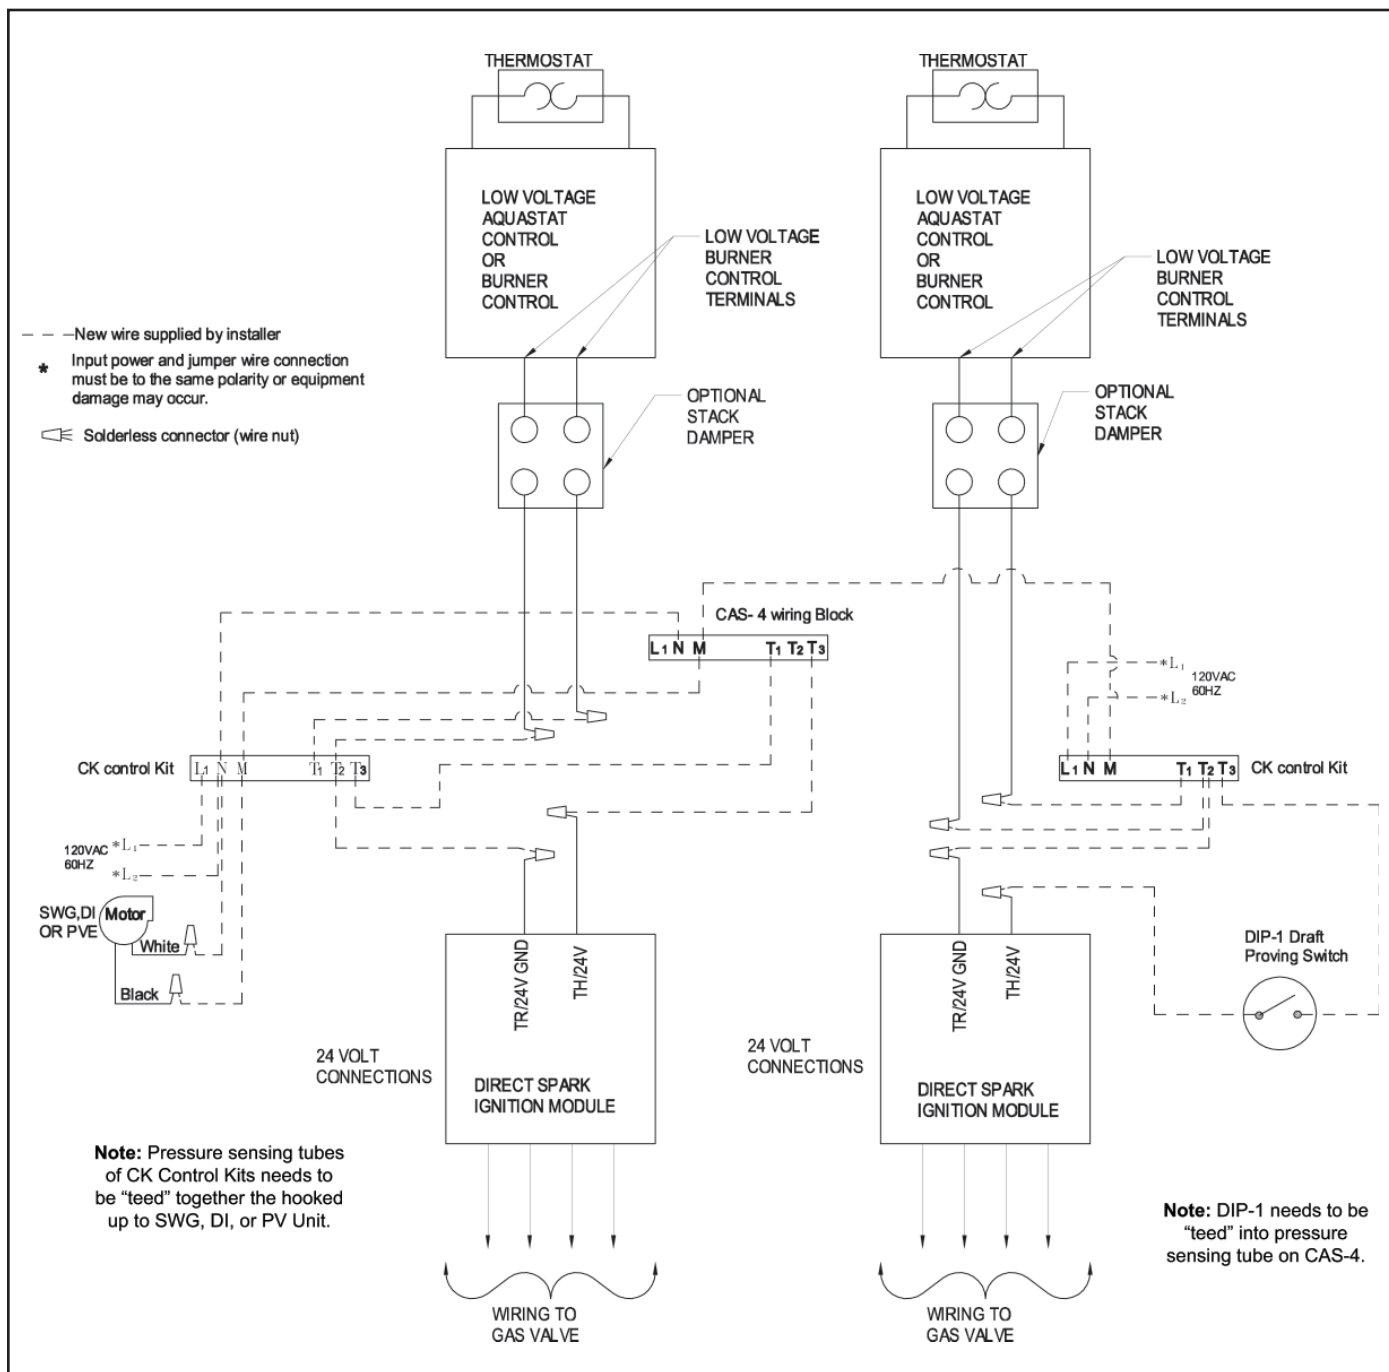 THERMOSTAT
THERMOSTAT
LOW VOLTAGE
AQUASTAT
CONTROL
OR
BURNER
CONTROL
LOW VOLTAGE
BURNER
CONTROL
TERMINALS
LOW VOLTAGE
AQUASTAT
CONTROL
OR
BURNER
CONTROL
LOW VOLTAGE
BURNER
CONTROL
TERMINALS
New wire supplied by installer
* Input power and jumper wire connection
must be to the same polarity or equipment
damage may occur.
Solderless connector (wire nut)
OPTIONAL
STACK
DAMPER
OPTIONAL
STACK
DAMPER
CAS- 4 wiring Block
L1 N M T1 T2 T3
*L1
120VAC
60HZ
*L2
CK control Kit
L1 N M T1 T2 T3
L1 N M T1 T2 T3
CK control Kit
120VAC
60HZ
*L1
*L2
SWG,DI
OR PVE
Motor
White
Black
TR/24V GND
TH/24V
24 VOLT
CONNECTIONS
DIRECT SPARK
IGNITION MODULE
TR/24V GND
TH/24V
24 VOLT
CONNECTIONS
DIRECT SPARK
IGNITION MODULE
DIP-1 Draft
Proving Switch
Note: Pressure sensing tubes
of CK Control Kits needs to
be “teed” together the hooked
up to SWG, DI, or PV Unit.
Note: DIP-1 needs to be
“teed” into pressure
sensing tube on CAS-4.
WIRING TO
GAS VALVE
WIRING TO
GAS VALVE